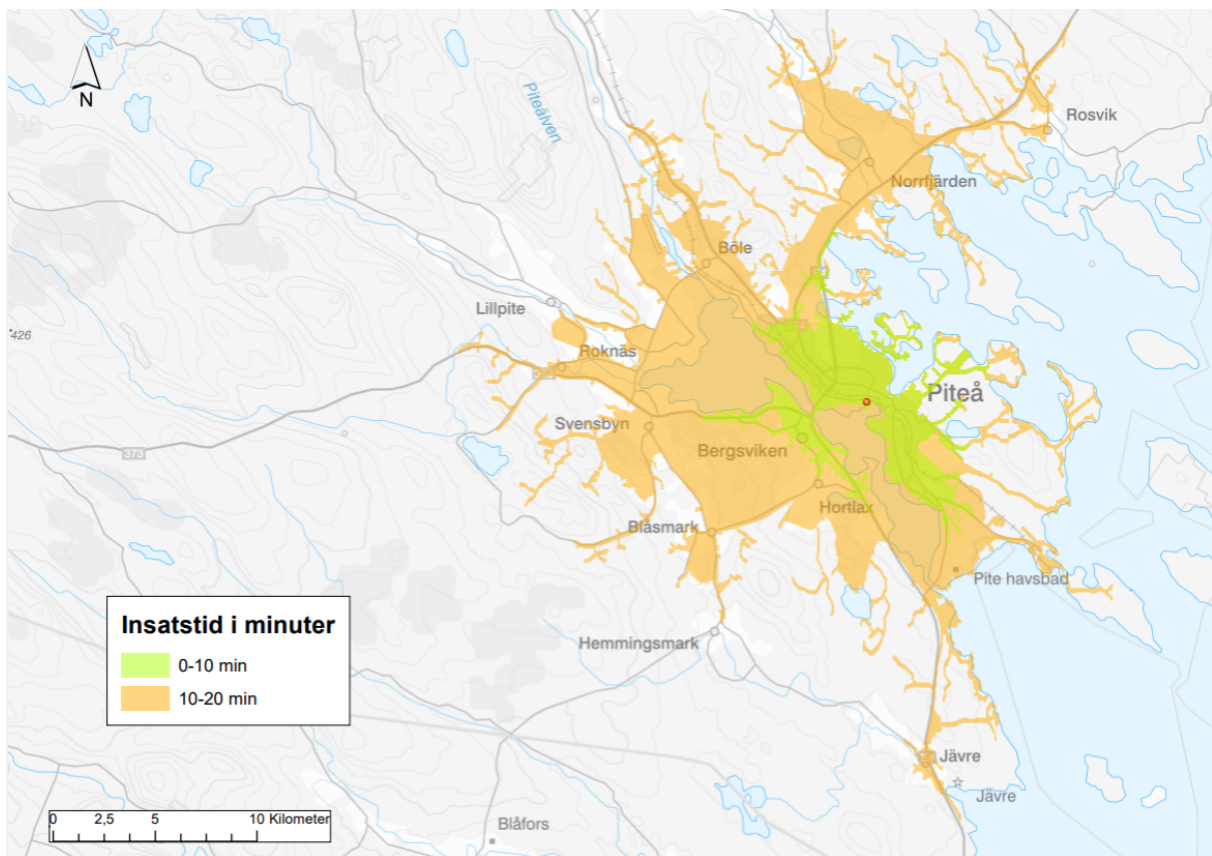 N
Piteälven
Rosvik
Norrfjärden
Böle
Lillpite
426
Roknäs
Piteå
Svensbyn
Bergsviken
373
Hortlax
Blåsmark
Pite havsbad
Hemmingsmark
Insatstid i minuter
0-10 min
10-20 min
Jävre
Jävre
0 2,5 5 10 Kilometer
Blåfors